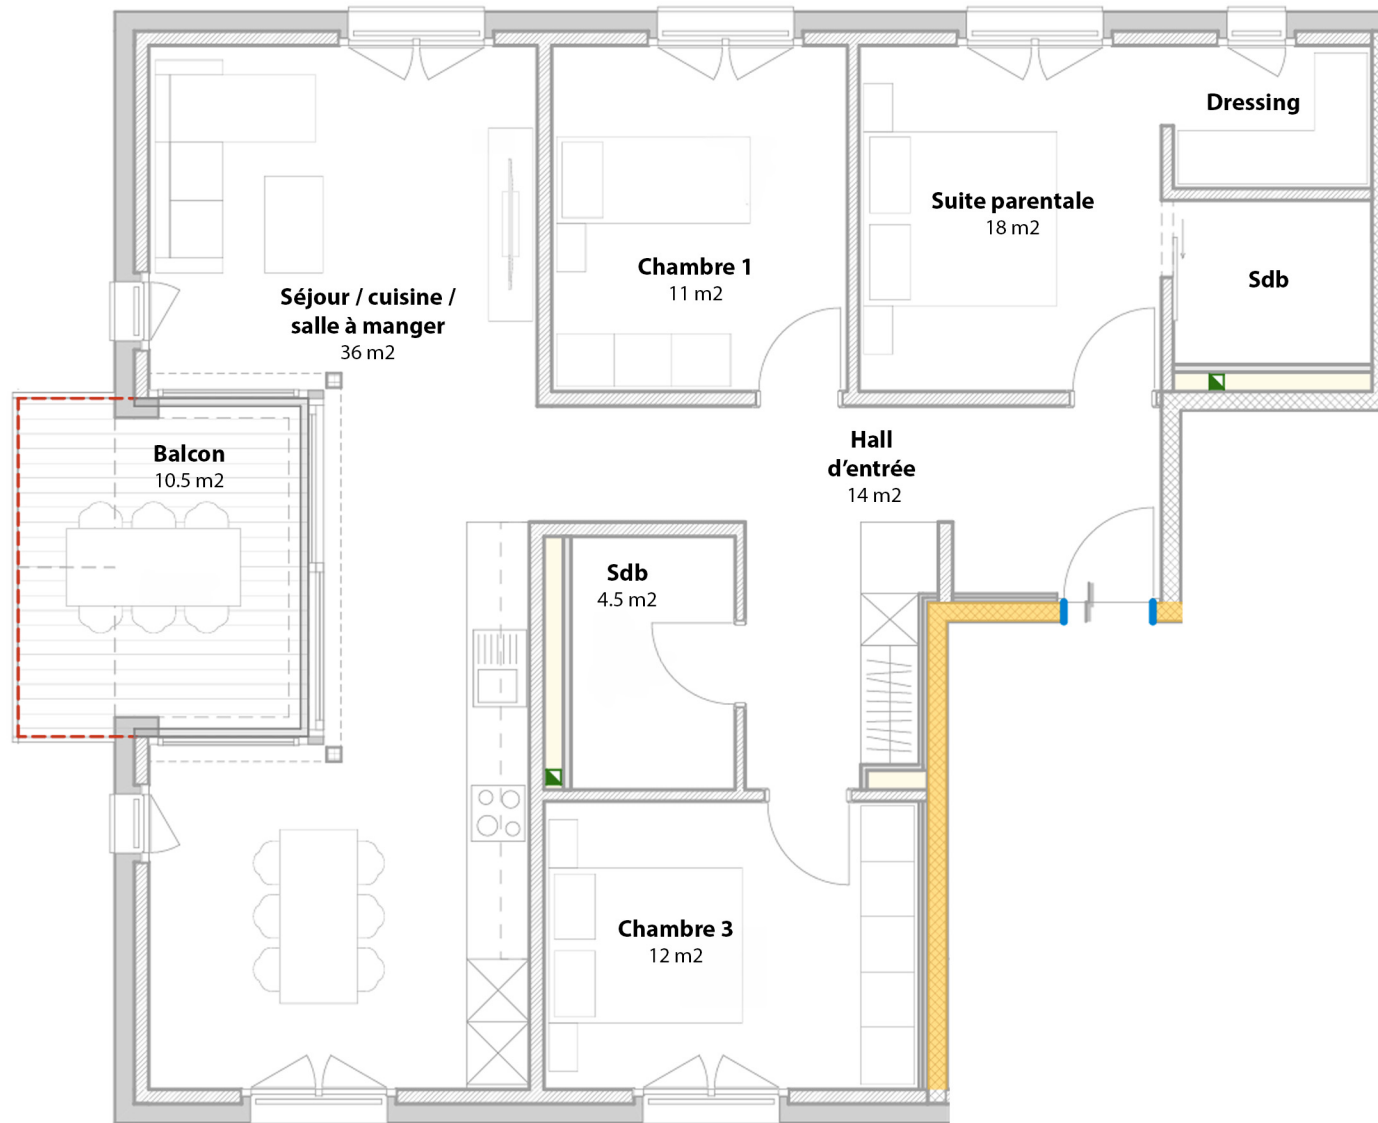 Dressing
Suite parentale
18 m2
Chambre 1
11 m2
Sdb
Séjour / cuisine /
salle à manger
36 m2
Balcon
10.5 m2
Hall
d’entrée
14 m2
Sdb
4.5 m2
Chambre 3
12 m2